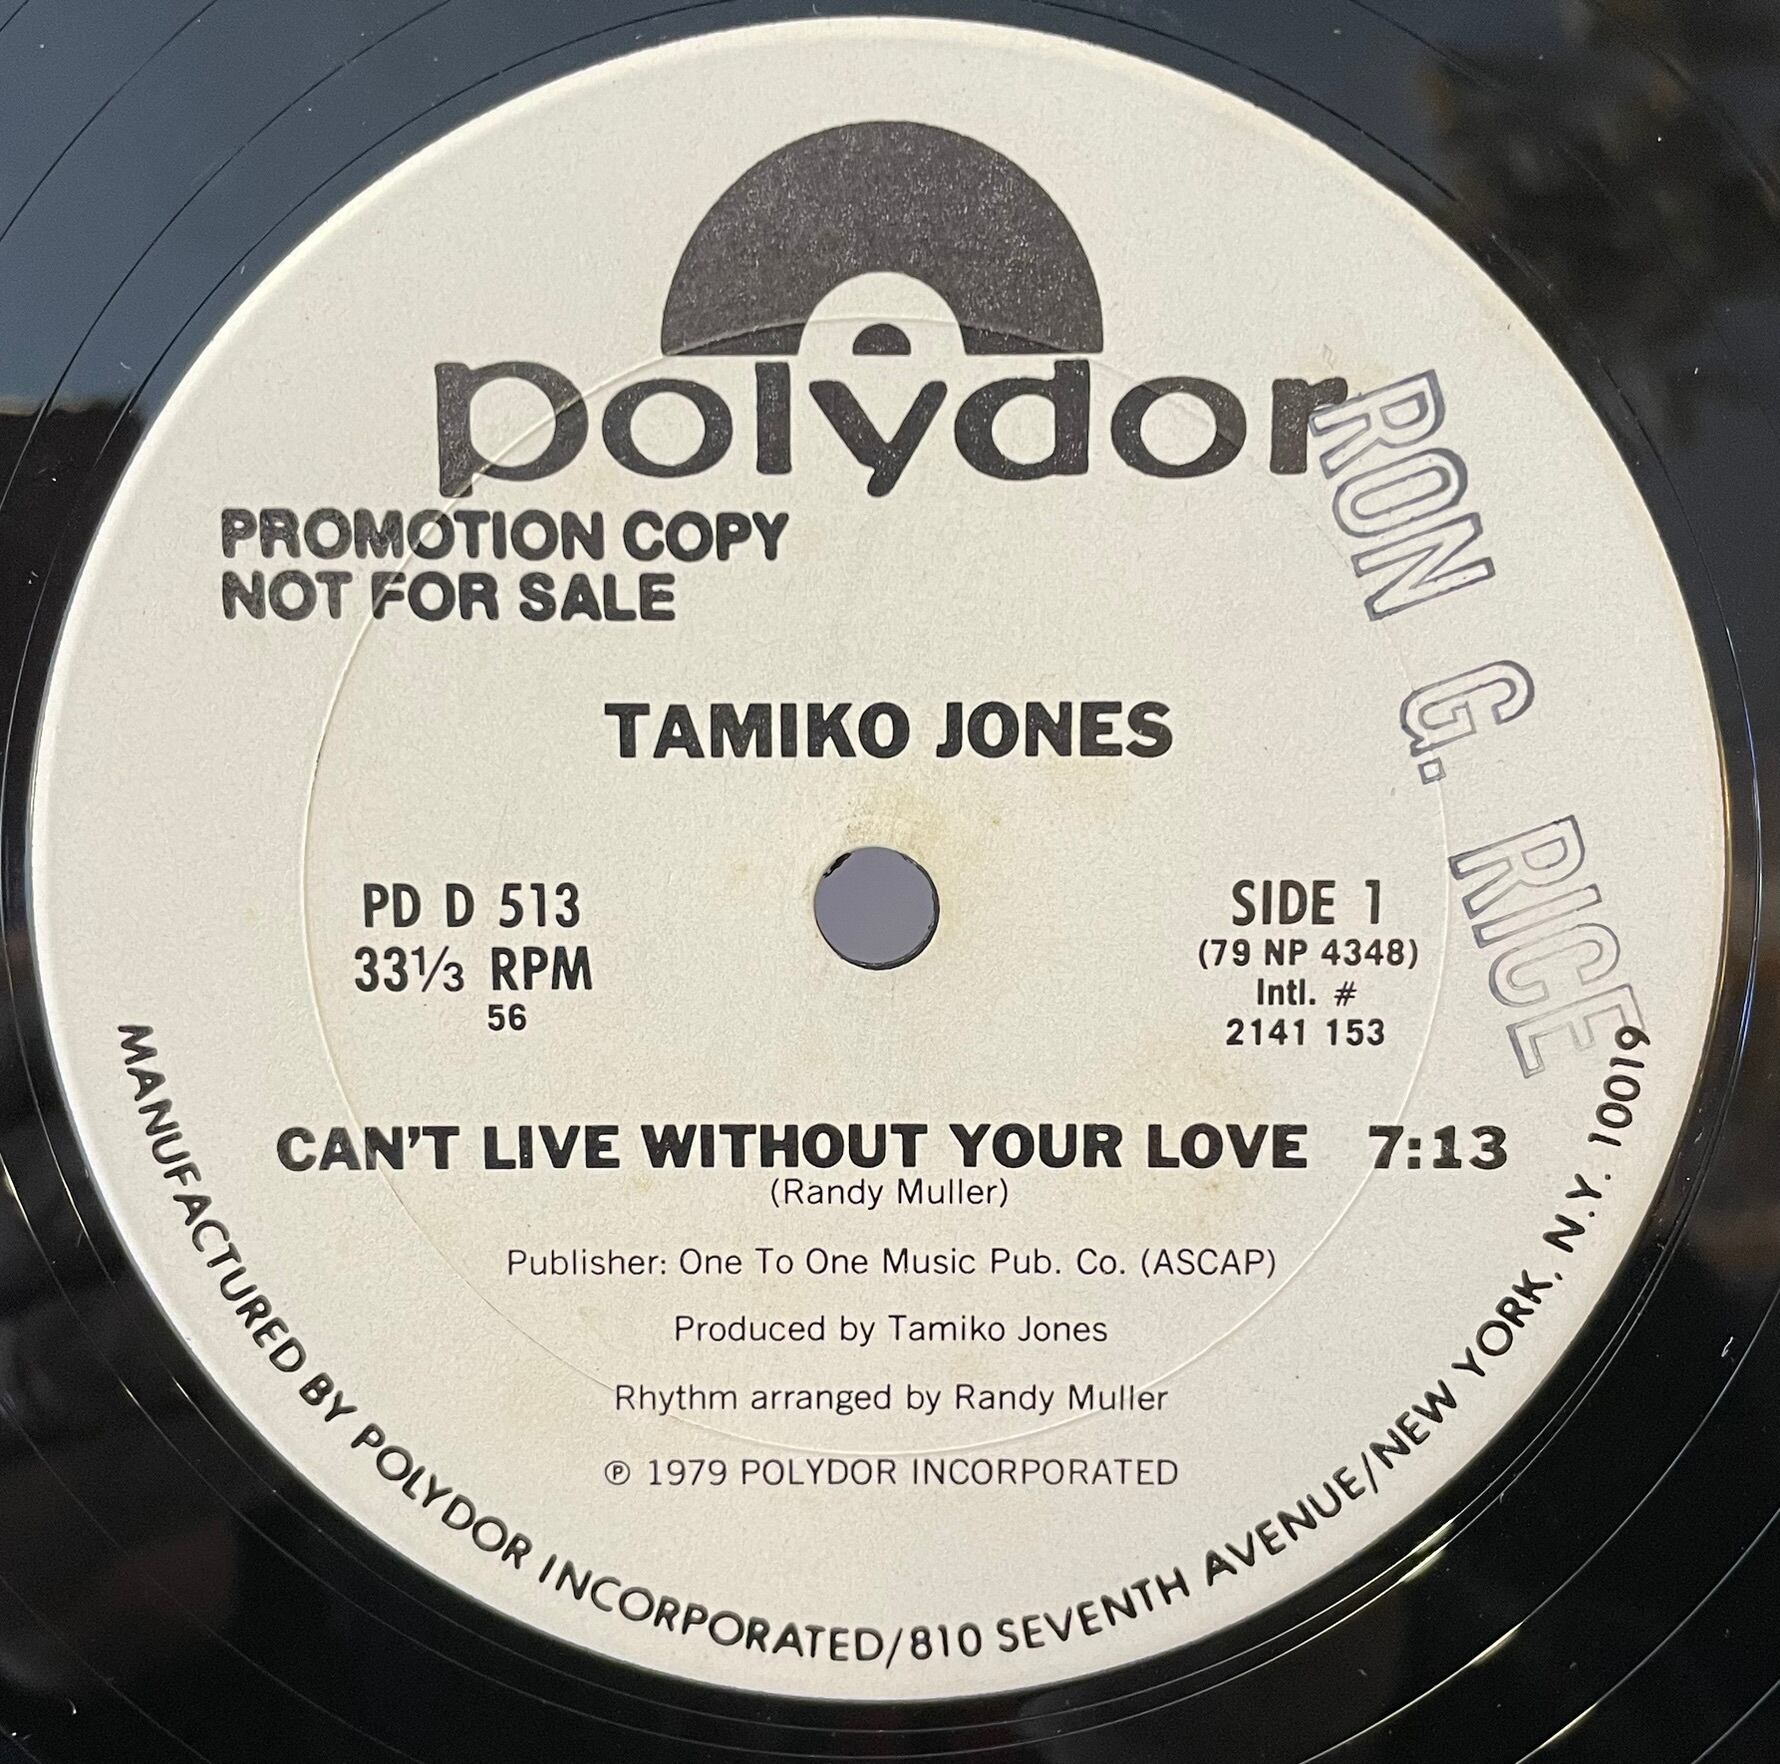 polydor
PROMOTION COPY
NOT FOR SALE
RON G. RICE
TAMIKO JONES
PD D 513
33⅓ RPM
56
SIDE 1
(79 NP 4348)
Intl. #
2141 153
CAN'T LIVE WITHOUT YOUR LOVE 7:13
(Randy Muller)
Publisher: One To One Music Pub. Co. (ASCAP)
Produced by Tamiko Jones
Rhythm arranged by Randy Muller
℗ 1979 POLYDOR INCORPORATED
MANUFACTURED BY POLYDOR INCORPORATED/810 SEVENTH AVENUE/NEW YORK, N.Y. 10019